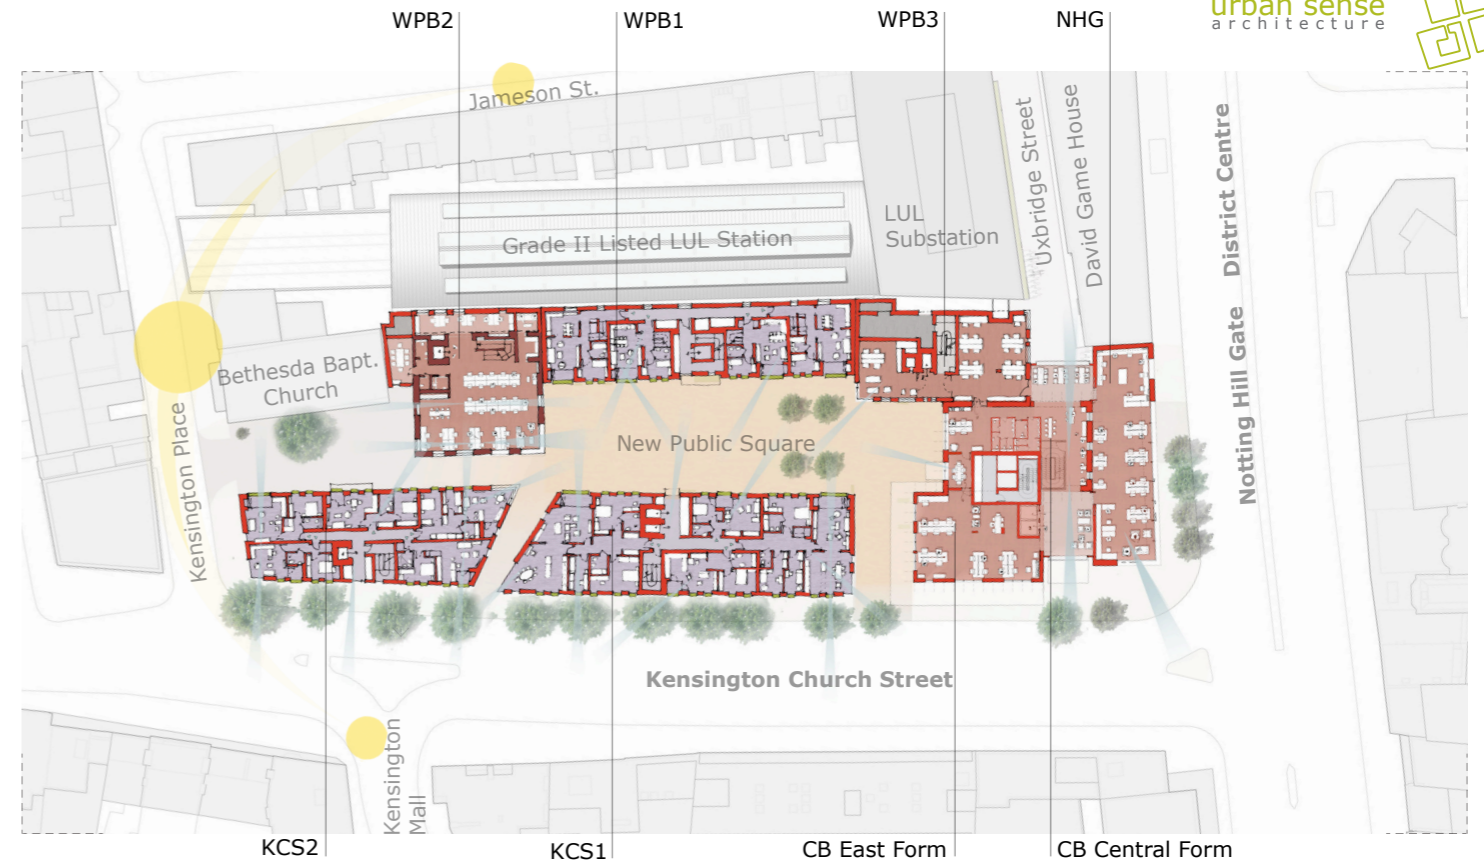 urban sense
architecture
WPB2
WPB1
WPB3
NHG
Jameson St.
Uxbridge Street
David Game House
Notting Hill Gate District Centre
LUL
Substation
Grade II Listed LUL Station
Bethesda Bapt.
Church
Kensington Place
New Public Square
Kensington Church Street
Kensington
Mall
KCS2
KCS1
CB East Form
CB Central Form